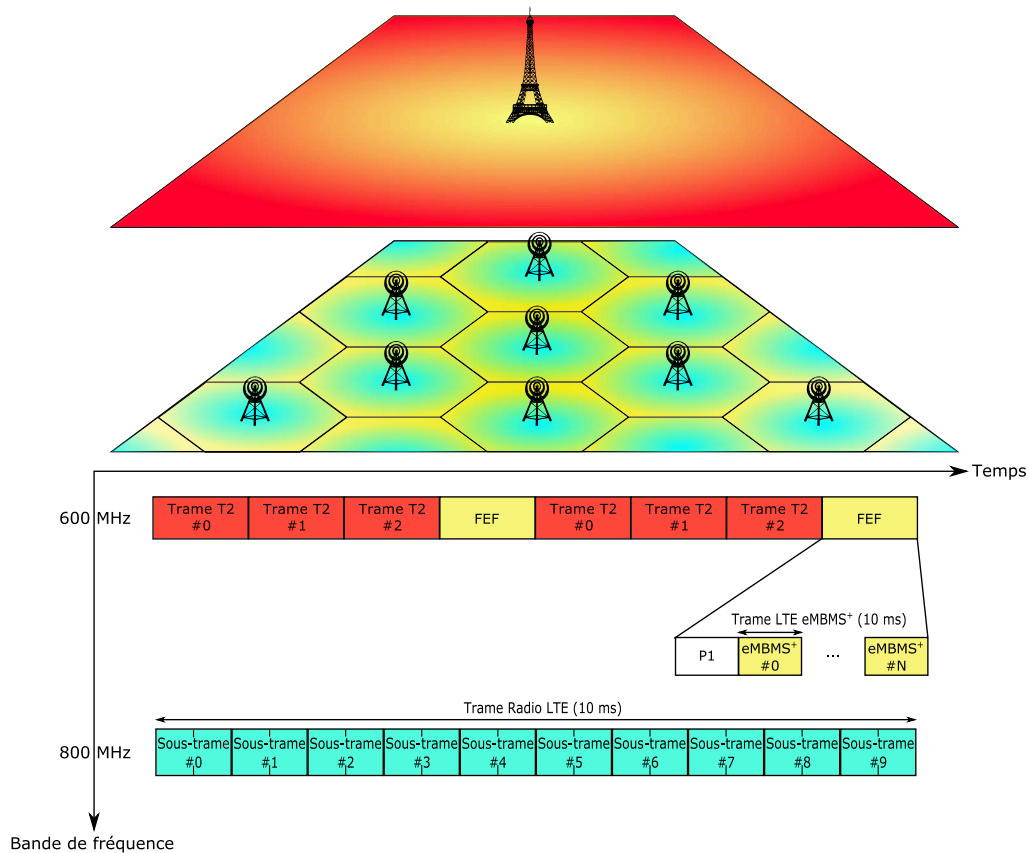 Temps
600 MHz
Trame T2
#0
Trame T2
#1
Trame T2
#2
FEF
Trame T2
#0
Trame T2
#1
Trame T2
#2
FEF
Trame LTE eMBMS⁺ (10 ms)
P1
eMBMS⁺
#0
...
eMBMS⁺
#N
Trame Radio LTE (10 ms)
800 MHz
Sous-trame
#0
Sous-trame
#1
Sous-trame
#2
Sous-trame
#3
Sous-trame
#4
Sous-trame
#5
Sous-trame
#6
Sous-trame
#7
Sous-trame
#8
Sous-trame
#9
Bande de fréquence